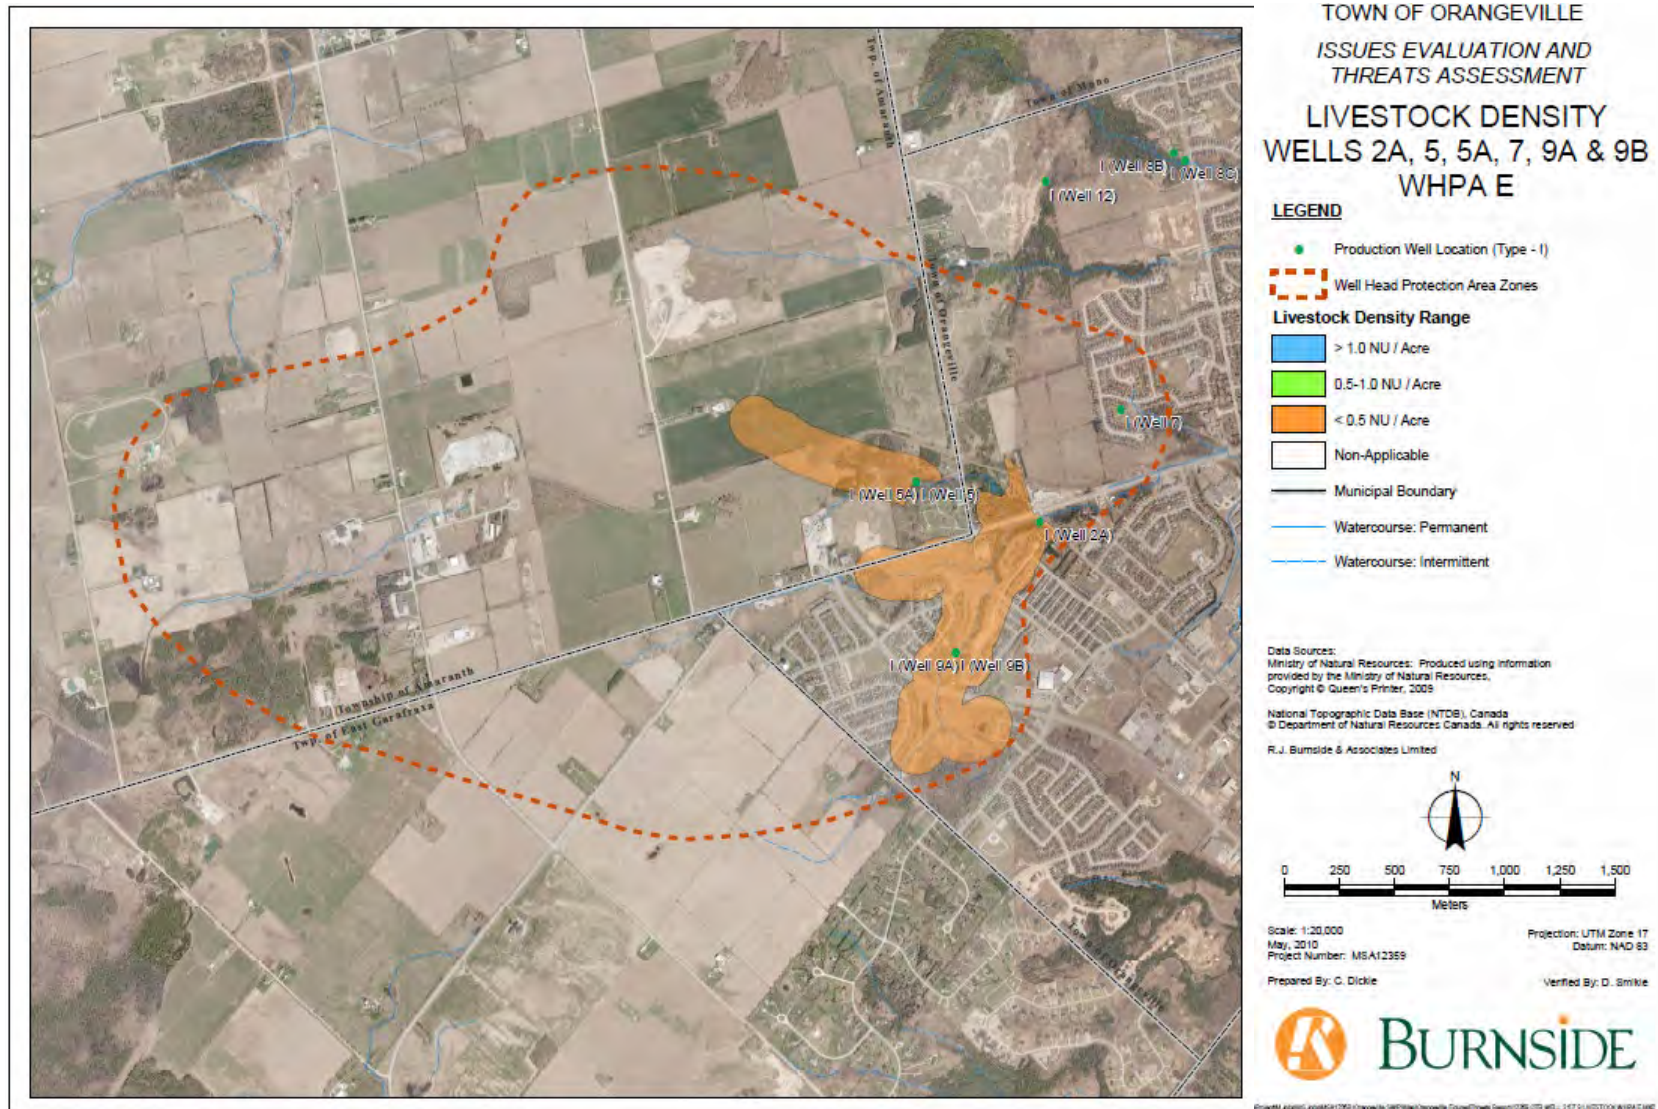 TOWN OF ORANGEVILLE
ISSUES EVALUATION AND
THREATS ASSESSMENT
LIVESTOCK DENSITY
WELLS 2A, 5, 5A, 7, 9A & 9B
WHPA E
LEGEND
Production Well Location (Type - I)
Well Head Protection Area Zones
Livestock Density Range
> 1.0 NU / Acre
0.5-1.0 NU / Acre
< 0.5 NU / Acre
Non-Applicable
Municipal Boundary
Watercourse: Permanent
Watercourse: Intermittent
Data Sources:
Ministry of Natural Resources: Produced using information
provided by the Ministry of Natural Resources,
Copyright © Queen's Printer, 2009
National Topographic Data Base (NTDB), Canada
© Department of Natural Resources Canada. All rights reserved
R.J. Burnside & Associates Limited
N
0 250 500 750 1,000 1,250 1,500
Meters
Scale: 1:20,000
May, 2010
Project Number: MSA12359
Projection: UTM Zone 17
Datum: NAD 83
Prepared By: C. Dickie
Verified By: D. Smikle
BURNSIDE
Twp. of Amaranth
Town of Mono
I (Well 8B)
I (Well 8C)
I (Well 12)
Town of Orangeville
I (Well 7)
I (Well 5A)
I (Well 5)
I (Well 2A)
I (Well 9A)
I (Well 9B)
Township of Amaranth
Twp. of East Garafraxa
Town of Orangeville